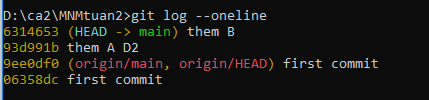 D:\ca2\MNMtuan2>git log --oneline
6314653 (HEAD -> main) them B
93d991b them A D2
9ee0df0 (origin/main, origin/HEAD) first commit
06358dc first commit